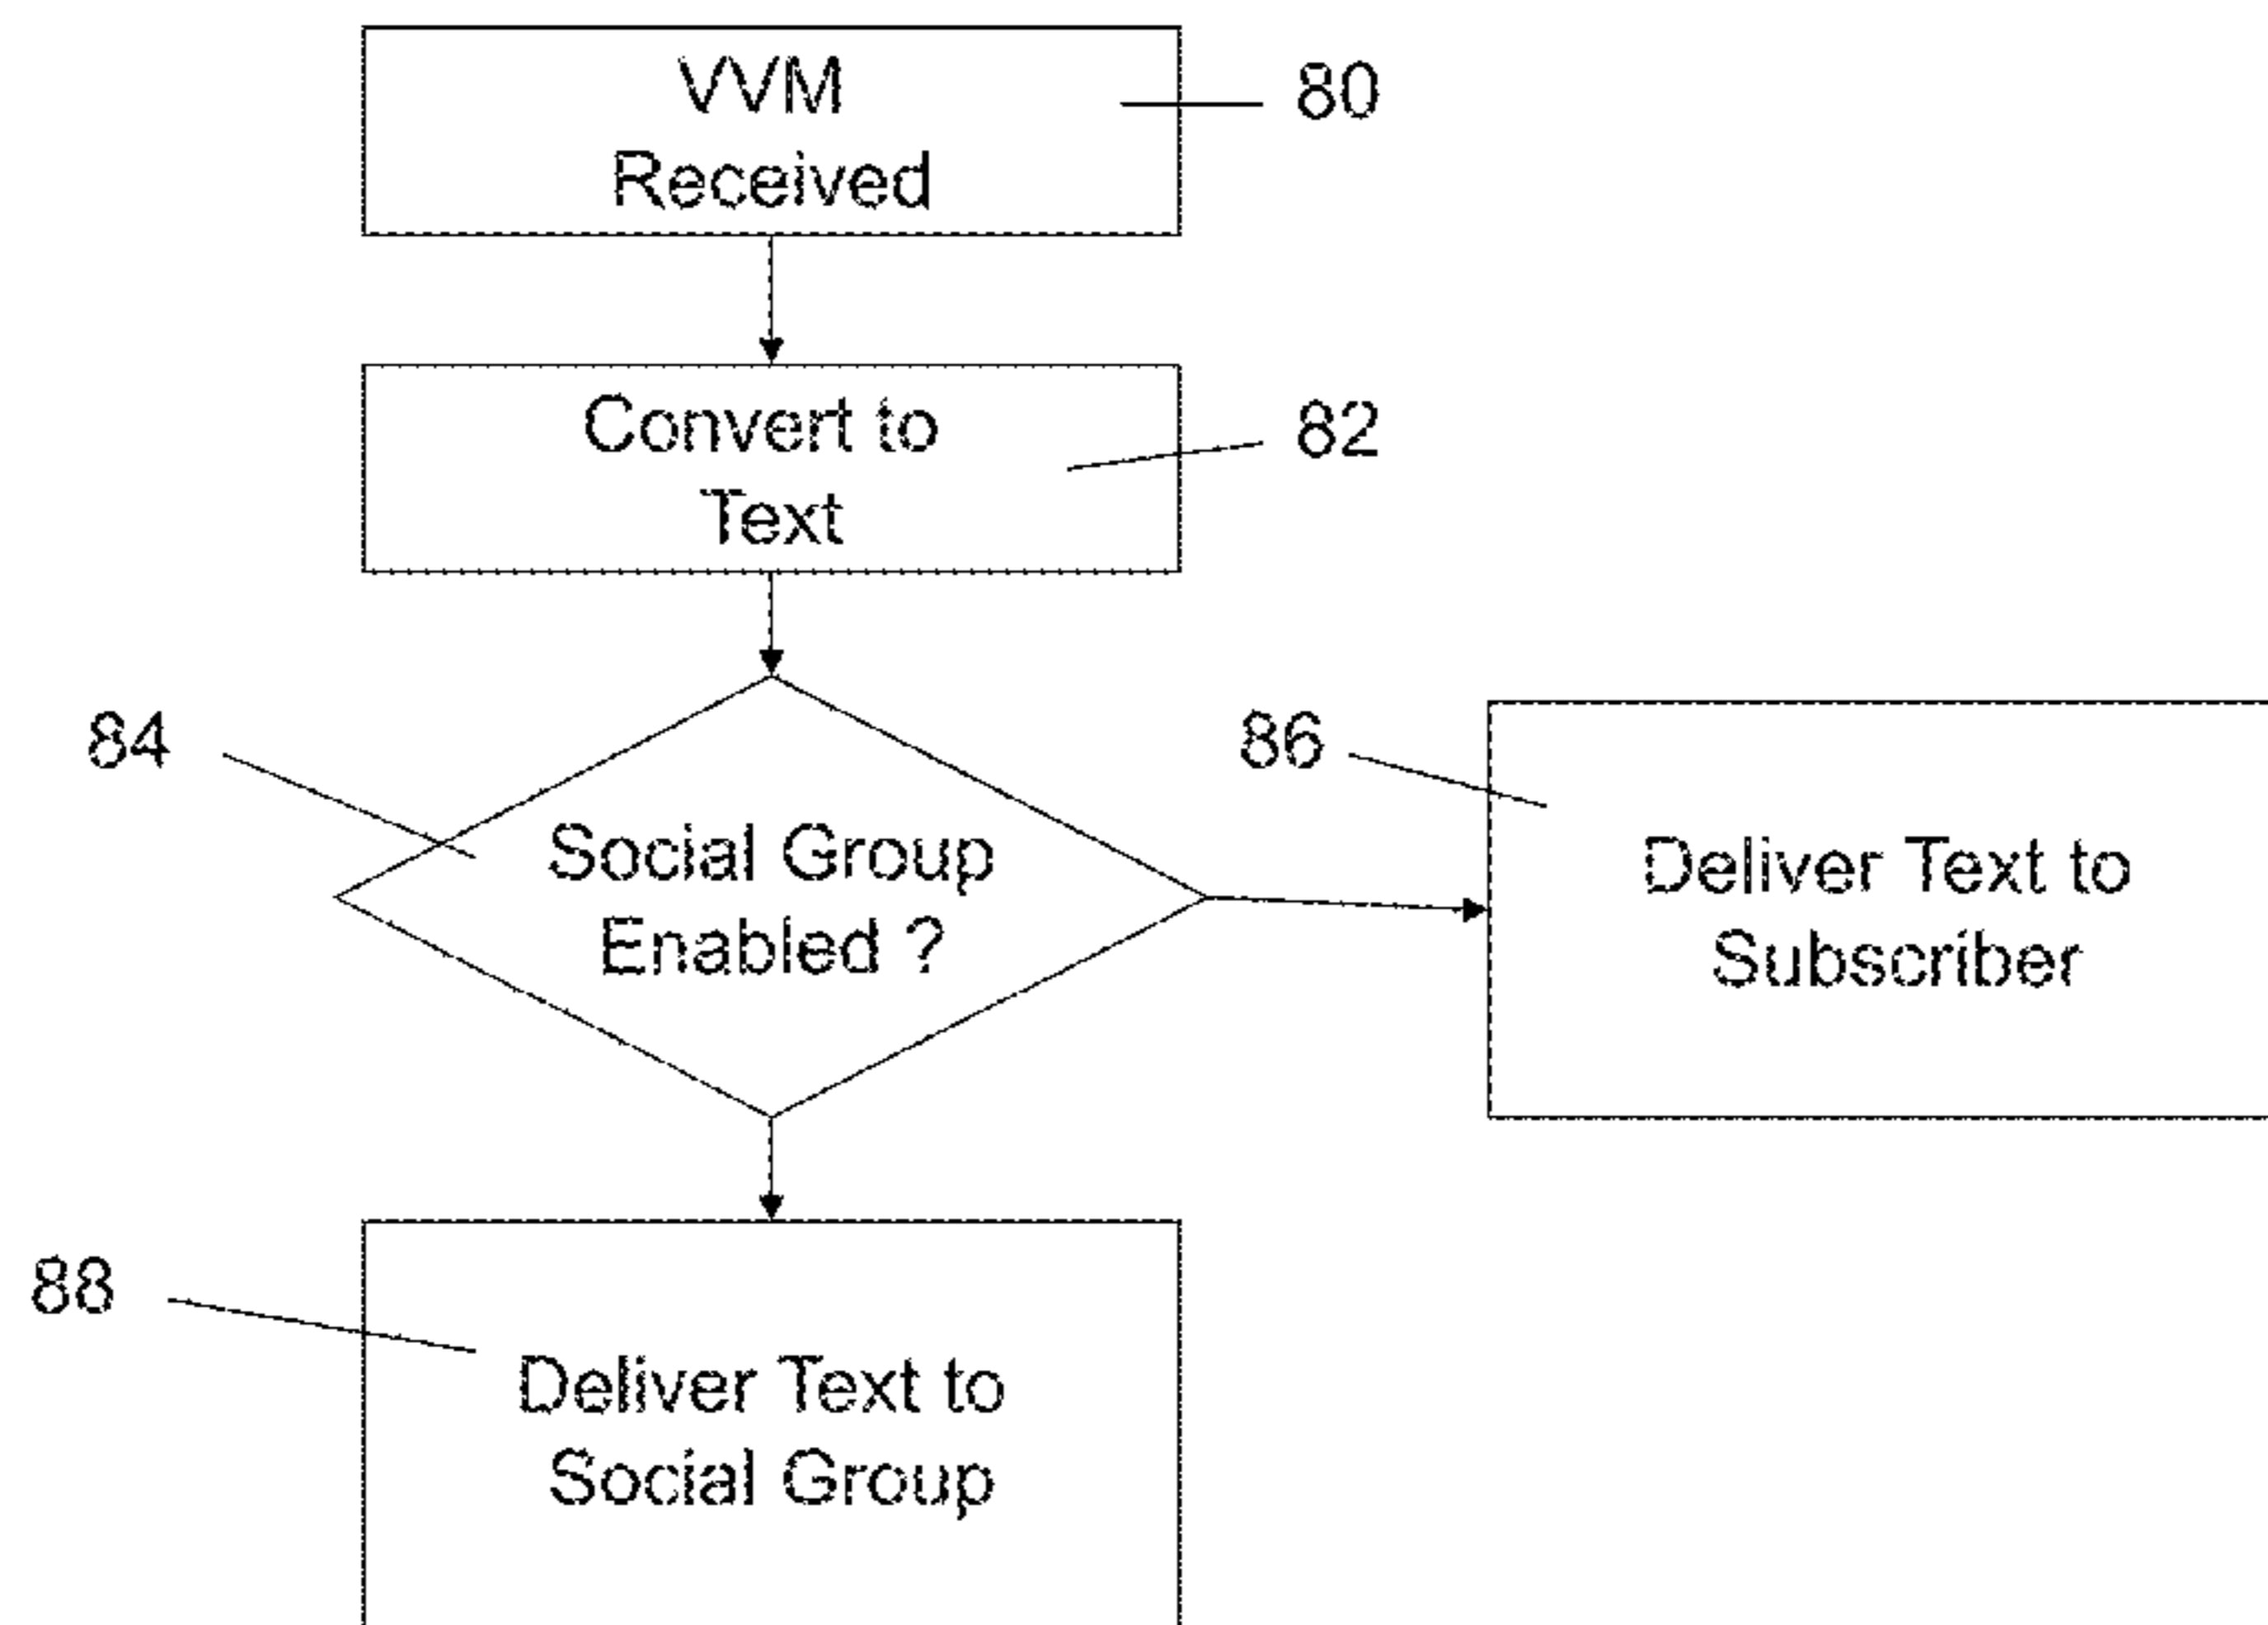 VVM
Received
80
Convert to
Text
82
84
Social Group
Enabled ?
86
Deliver Text to
Subscriber
88
Deliver Text to
Social Group